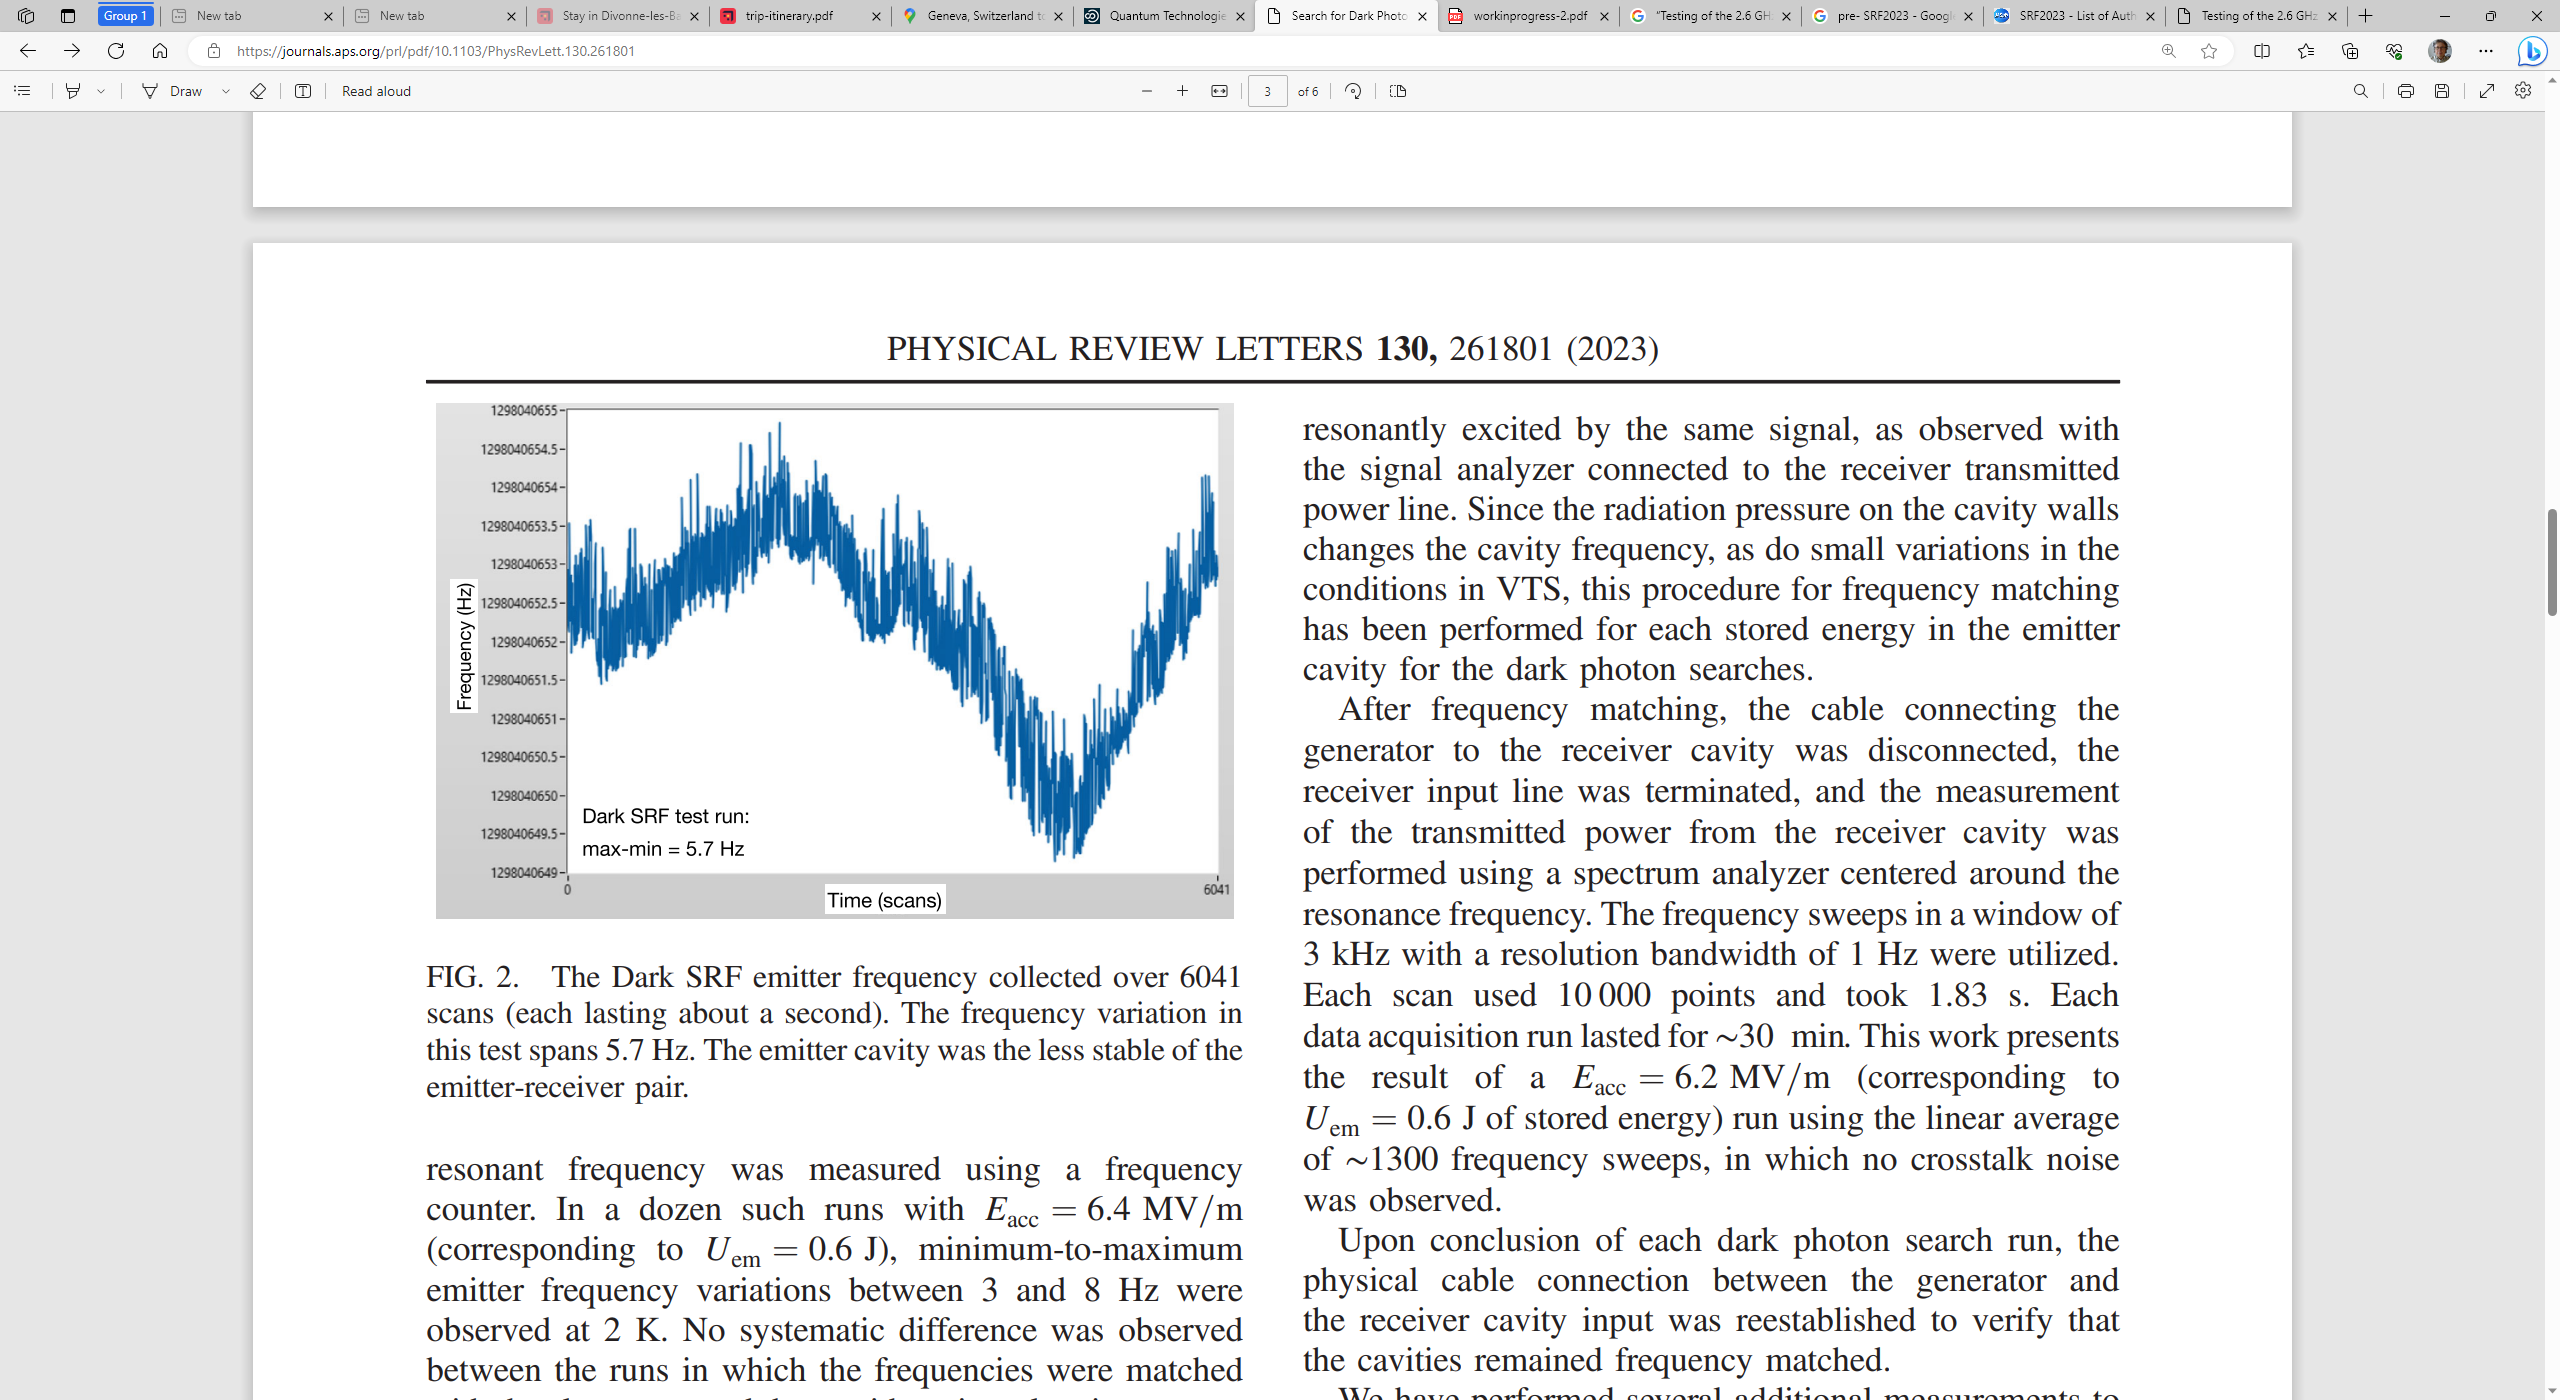 Group 1
New tab
New tab
Stay in Divonne-les-Ba
trip-itinerary.pdf
Geneva, Switzerland to
Quantum Technologie
Search for Dark Photo
workinprogress-2.pdf
"Testing of the 2.6 GH
pre- SRF2023 - Googl
SRF2023 - List of Auth
Testing of the 2.6 GHz
https://journals.aps.org/prl/pdf/10.1103/PhysRevLett.130.261801
Draw
Read aloud
3
of 6
PHYSICAL REVIEW LETTERS 130, 261801 (2023)
1298040655
1298040654.5
1298040654
1298040653.5
1298040653
1298040652.5
1298040652
1298040651.5
1298040651
1298040650.5
1298040650
1298040649.5
1298040649
Frequency (Hz)
Dark SRF test run:
max-min = 5.7 Hz
0
6041
Time (scans)
FIG. 2. The Dark SRF emitter frequency collected over 6041
scans (each lasting about a second). The frequency variation in
this test spans 5.7 Hz. The emitter cavity was the less stable of the
emitter-receiver pair.
resonant frequency was measured using a frequency
counter. In a dozen such runs with Eacc = 6.4 MV/m
(corresponding to Uem = 0.6 J), minimum-to-maximum
emitter frequency variations between 3 and 8 Hz were
observed at 2 K. No systematic difference was observed
between the runs in which the frequencies were matched
resonantly excited by the same signal, as observed with
the signal analyzer connected to the receiver transmitted
power line. Since the radiation pressure on the cavity walls
changes the cavity frequency, as do small variations in the
conditions in VTS, this procedure for frequency matching
has been performed for each stored energy in the emitter
cavity for the dark photon searches.
After frequency matching, the cable connecting the
generator to the receiver cavity was disconnected, the
receiver input line was terminated, and the measurement
of the transmitted power from the receiver cavity was
performed using a spectrum analyzer centered around the
resonance frequency. The frequency sweeps in a window of
3 kHz with a resolution bandwidth of 1 Hz were utilized.
Each scan used 10 000 points and took 1.83 s. Each
data acquisition run lasted for ~30 min. This work presents
the result of a Eacc = 6.2 MV/m (corresponding to
Uem = 0.6 J of stored energy) run using the linear average
of ~1300 frequency sweeps, in which no crosstalk noise
was observed.
Upon conclusion of each dark photon search run, the
physical cable connection between the generator and
the receiver cavity input was reestablished to verify that
the cavities remained frequency matched.
We have performed several additional measurements to